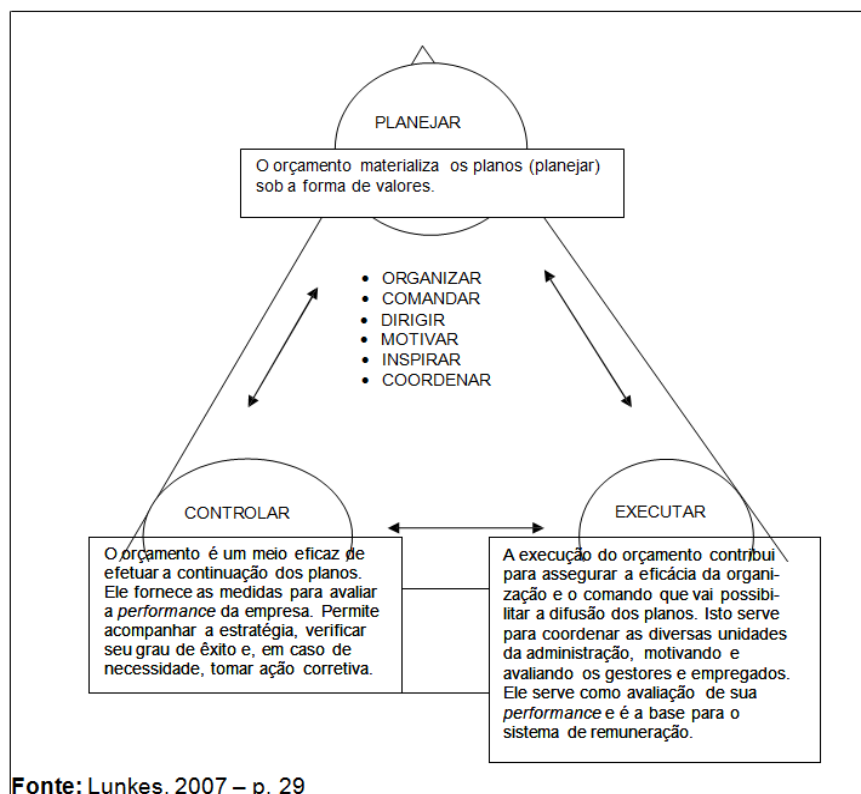 PLANEJAR
O orçamento materializa os planos (planejar)
sob a forma de valores.
• ORGANIZAR
• COMANDAR
• DIRIGIR
• MOTIVAR
• INSPIRAR
• COORDENAR
CONTROLAR
O orçamento é um meio eficaz de
efetuar a continuação dos planos.
Ele fornece as medidas para avaliar
a performance da empresa. Permite
acompanhar a estratégia, verificar
seu grau de êxito e, em caso de
necessidade, tomar ação corretiva.
EXECUTAR
A execução do orçamento contribui
para assegurar a eficácia da organi-
zação e o comando que vai possibi-
litar a difusão dos planos. Isto serve
para coordenar as diversas unidades
da administração, motivando e
avaliando os gestores e empregados.
Ele serve como avaliação de sua
performance e é a base para o
sistema de remuneração.
Fonte: Lunkes, 2007 – p. 29